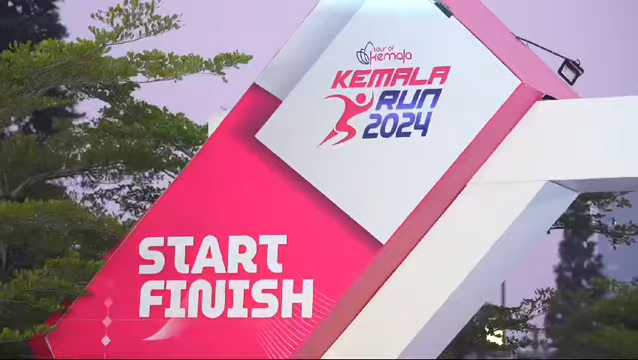 tour of
kemala
KEMALA
RUN
2024
START
FINISH